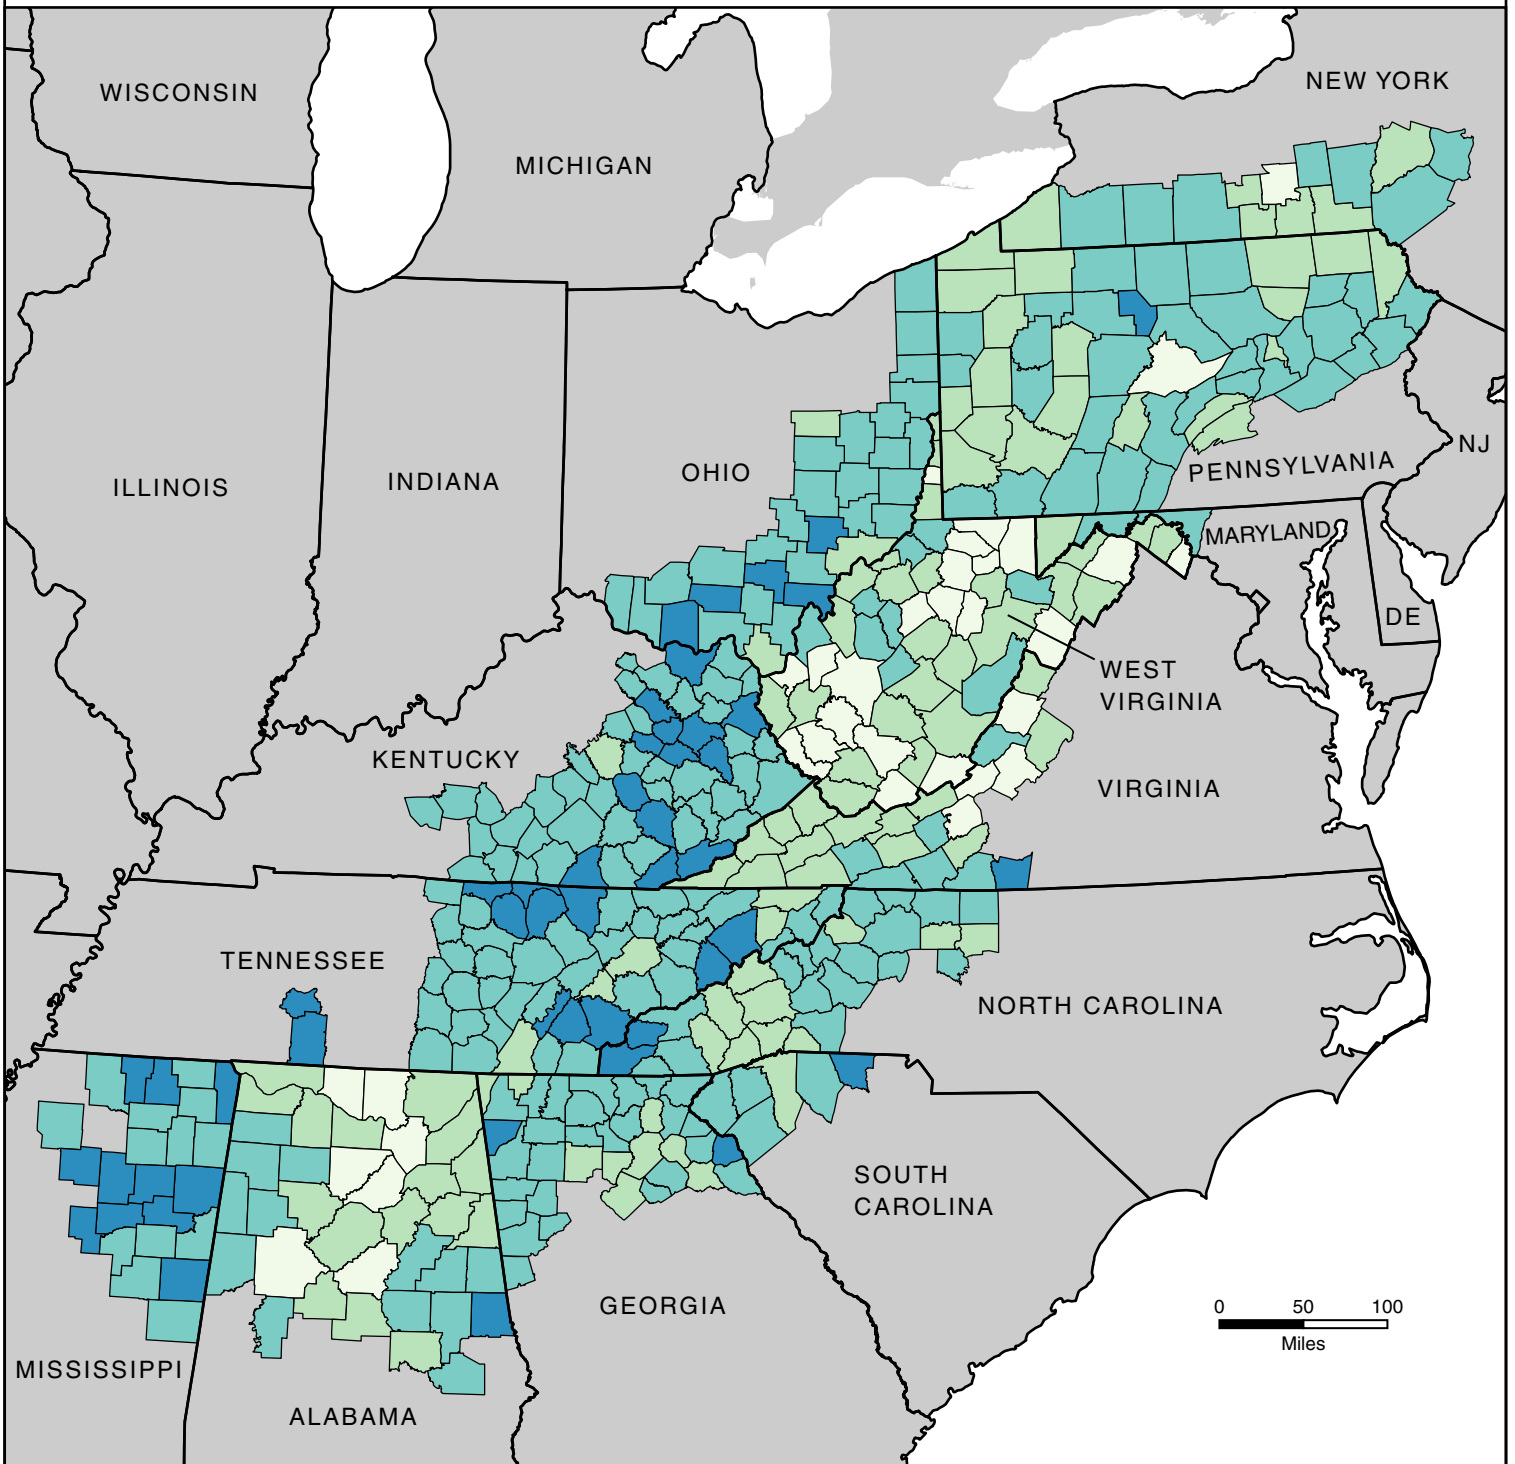 WISCONSIN
NEW YORK
MICHIGAN
NJ
PENNSYLVANIA
OHIO
INDIANA
ILLINOIS
MARYLAND
DE
WEST
VIRGINIA
KENTUCKY
VIRGINIA
TENNESSEE
NORTH CAROLINA
SOUTH
CAROLINA
GEORGIA
0 50 100
Miles
MISSISSIPPI
ALABAMA